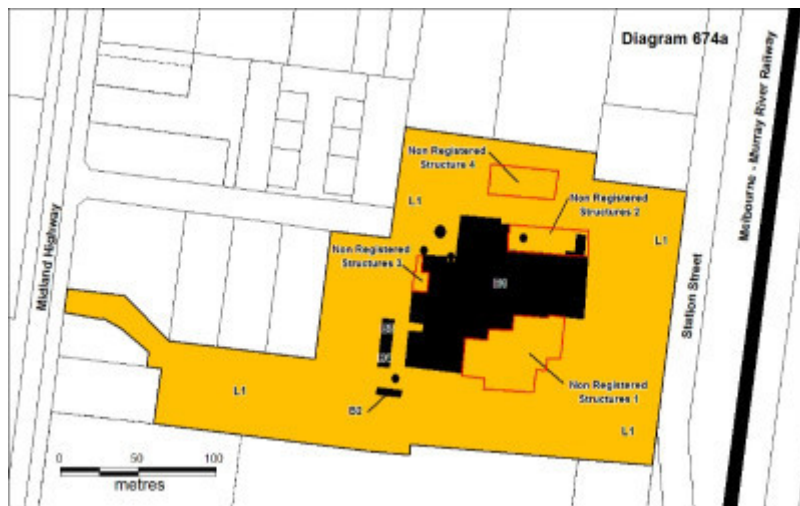 Diagram 674a
Melbourne - Murray River Railway
Non Registered
Structure 4
Non Registered
Structures 2
L1
L1
Non Registered
Structures 3
Midland Highway
Station Street
Non Registered
Structures 1
L1
B2
L1
0 50 100
metres